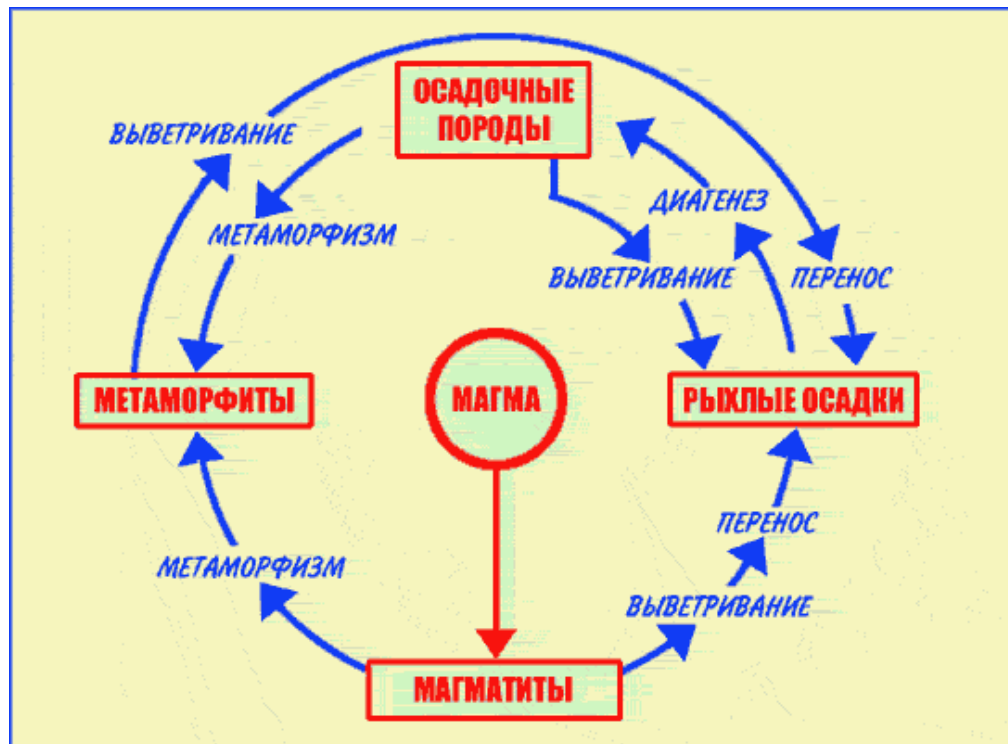 ОСАДОЧНЫЕ
ПОРОДЫ
ВЫВЕТРИВАНИЕ
ДИАГЕНЕЗ
МЕТАМОРФИЗМ
ВЫВЕТРИВАНИЕ
ПЕРЕНОС
МЕТАМОРФИТЫ
МАГМА
РЫХЛЫЕ ОСАДКИ
ПЕРЕНОС
МЕТАМОРФИЗМ
ВЫВЕТРИВАНИЕ
МАГМАТИТЫ